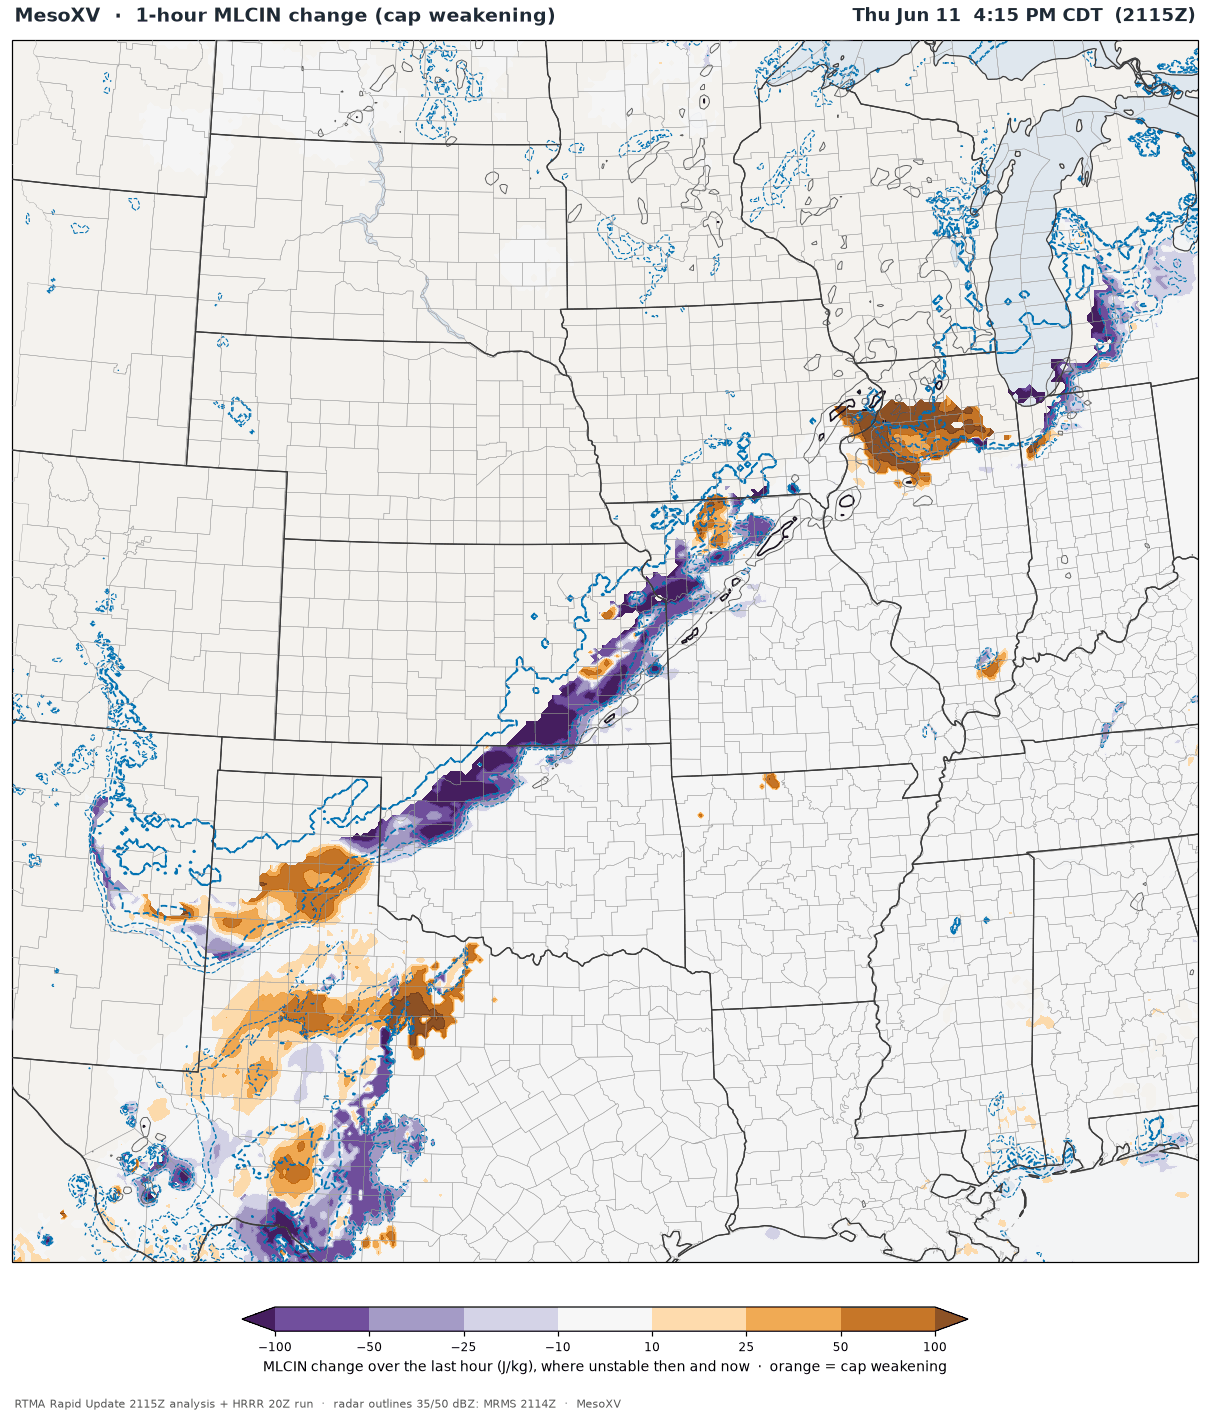 MesoXV · 1-hour MLCIN change (cap weakening)
Thu Jun 11 4:15 PM CDT (2115Z)
−100 −50 −25 −10 10 25 50 100
MLCIN change over the last hour (J/kg), where unstable then and now · orange = cap weakening
RTMA Rapid Update 2115Z analysis + HRRR 20Z run · radar outlines 35/50 dBZ: MRMS 2114Z · MesoXV